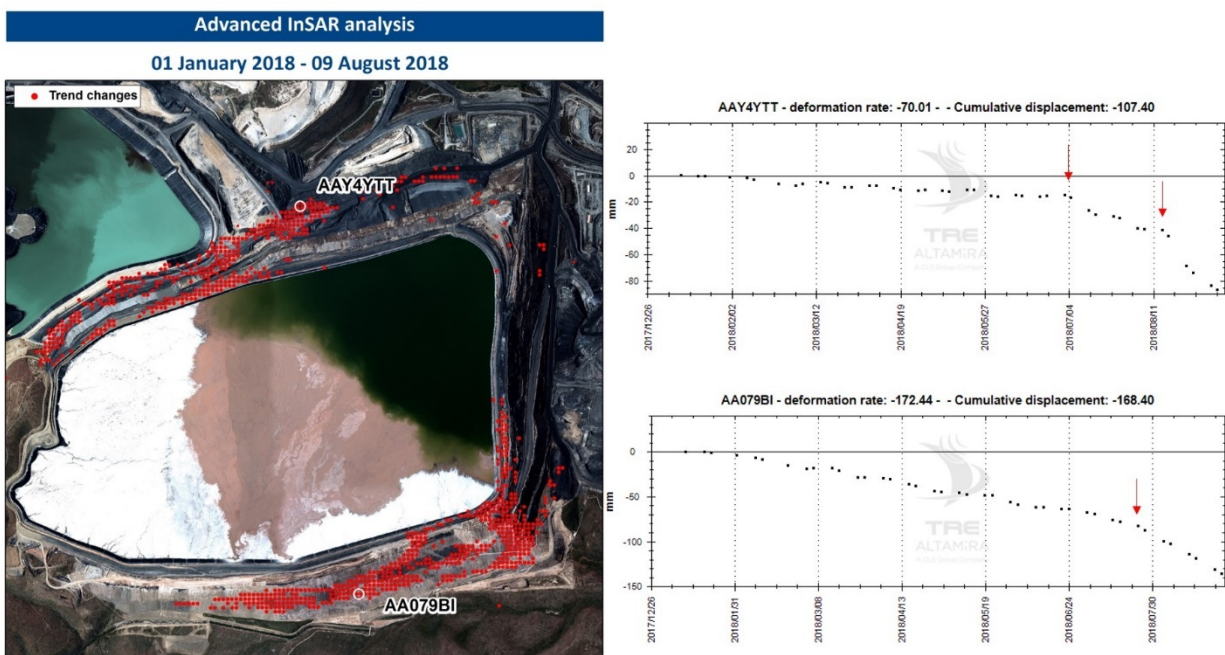 Advanced InSAR analysis
01 January 2018 - 09 August 2018
Trend changes
AAY4YTT
AA079BI
AAY4YTT - deformation rate: -70.01 - - Cumulative displacement: -107.40
mm
20
0
-20
-40
-60
-80
2017/12/26
2018/02/02
2018/03/12
2018/04/19
2018/05/27
2018/07/04
2018/08/11
TRE
ALTAMIRA
AA079BI - deformation rate: -172.44 - - Cumulative displacement: -168.40
mm
0
-50
-100
-150
2017/12/26
2018/01/31
2018/03/08
2018/04/13
2018/05/19
2018/06/24
2018/07/30
TRE
ALTAMIRA